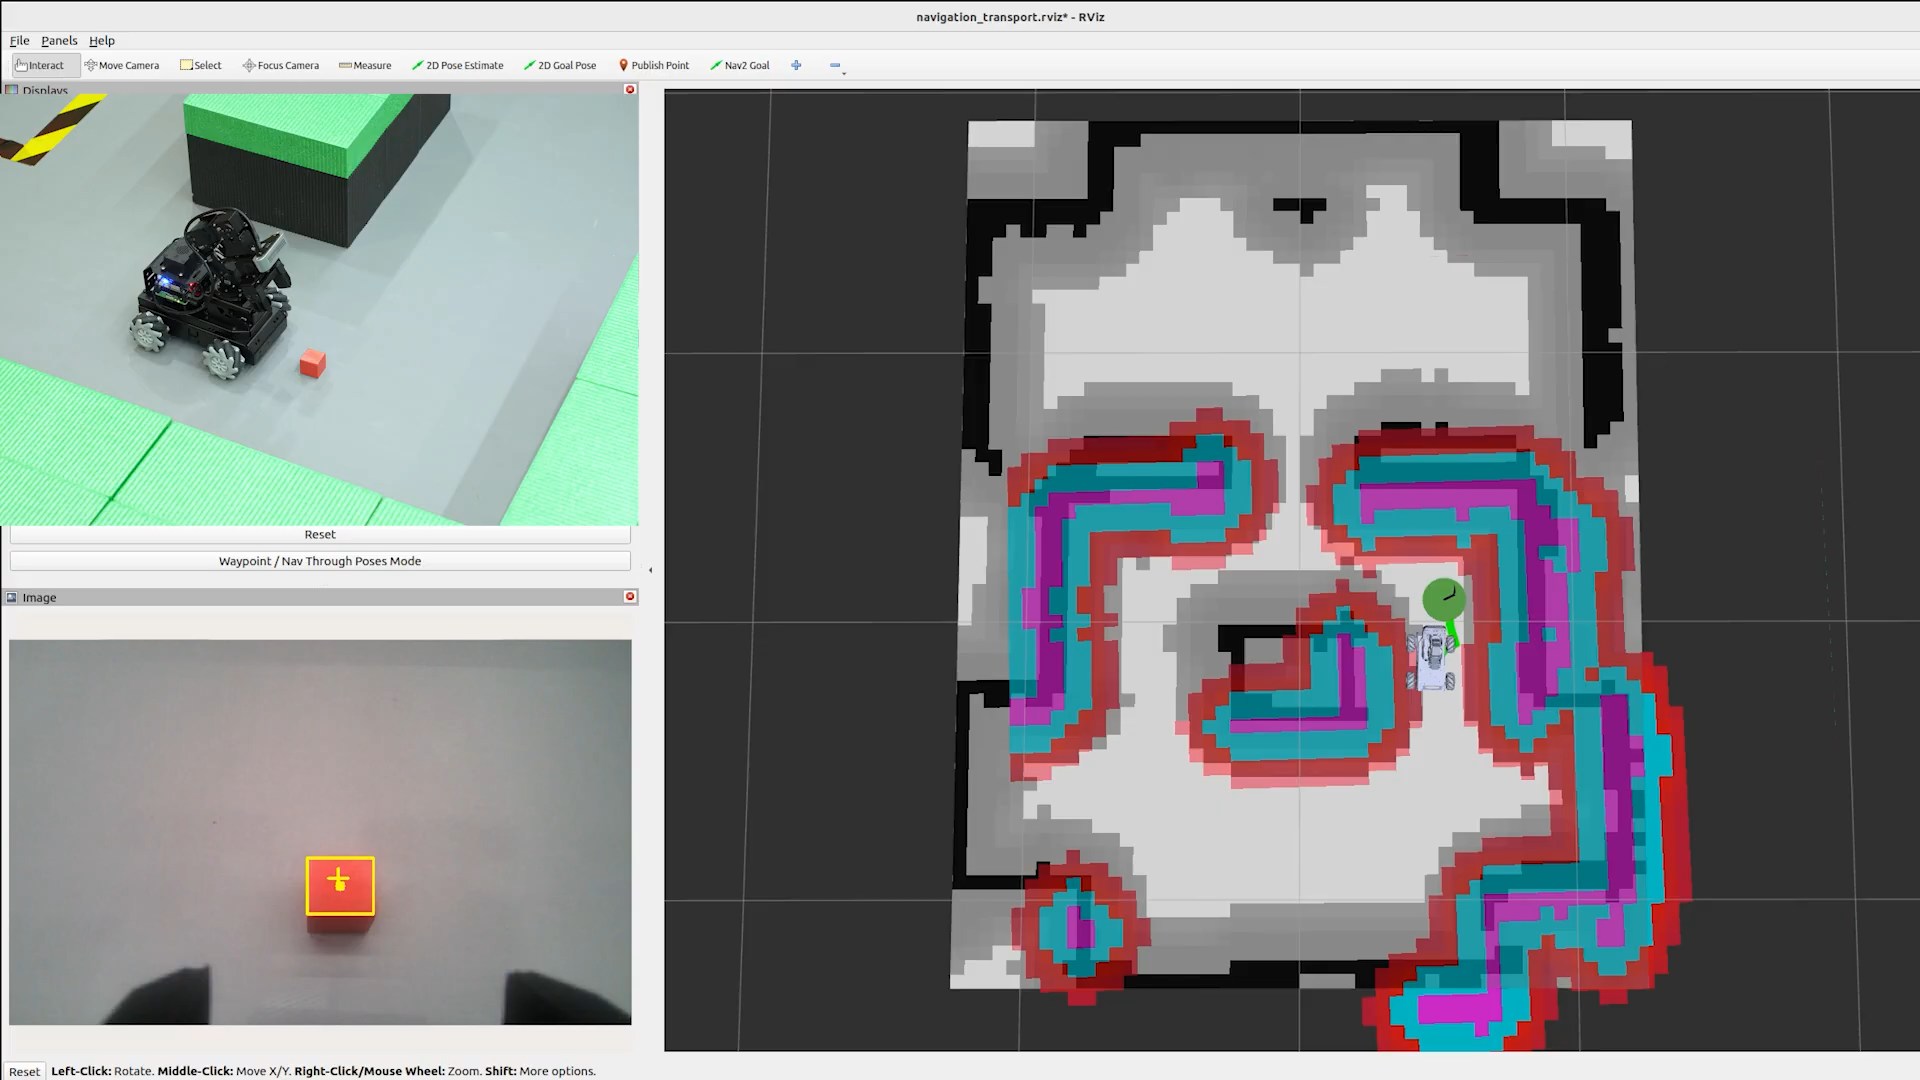 navigation_transport.rviz* - RViz
File Panels Help
Interact Move Camera Select Focus Camera Measure 2D Pose Estimate 2D Goal Pose Publish Point Nav2 Goal
Displays
Reset
Waypoint / Nav Through Poses Mode
Image
Reset Left-Click: Rotate. Middle-Click: Move X/Y. Right-Click/Mouse Wheel: Zoom. Shift: More options.